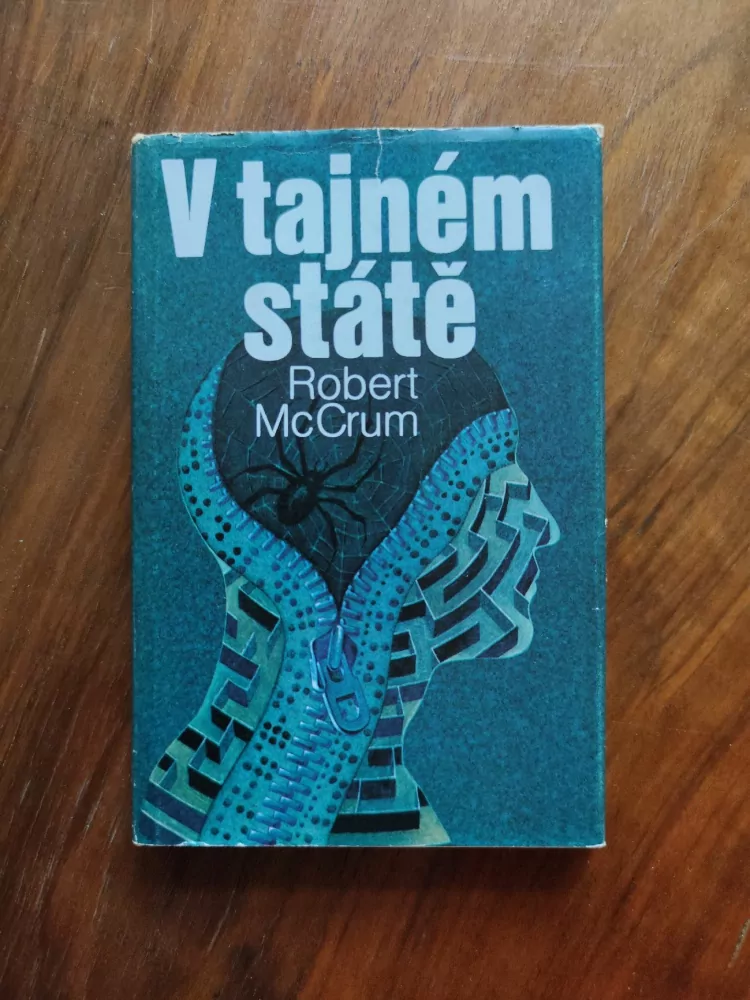 V tajném
státě
Robert
McCrum